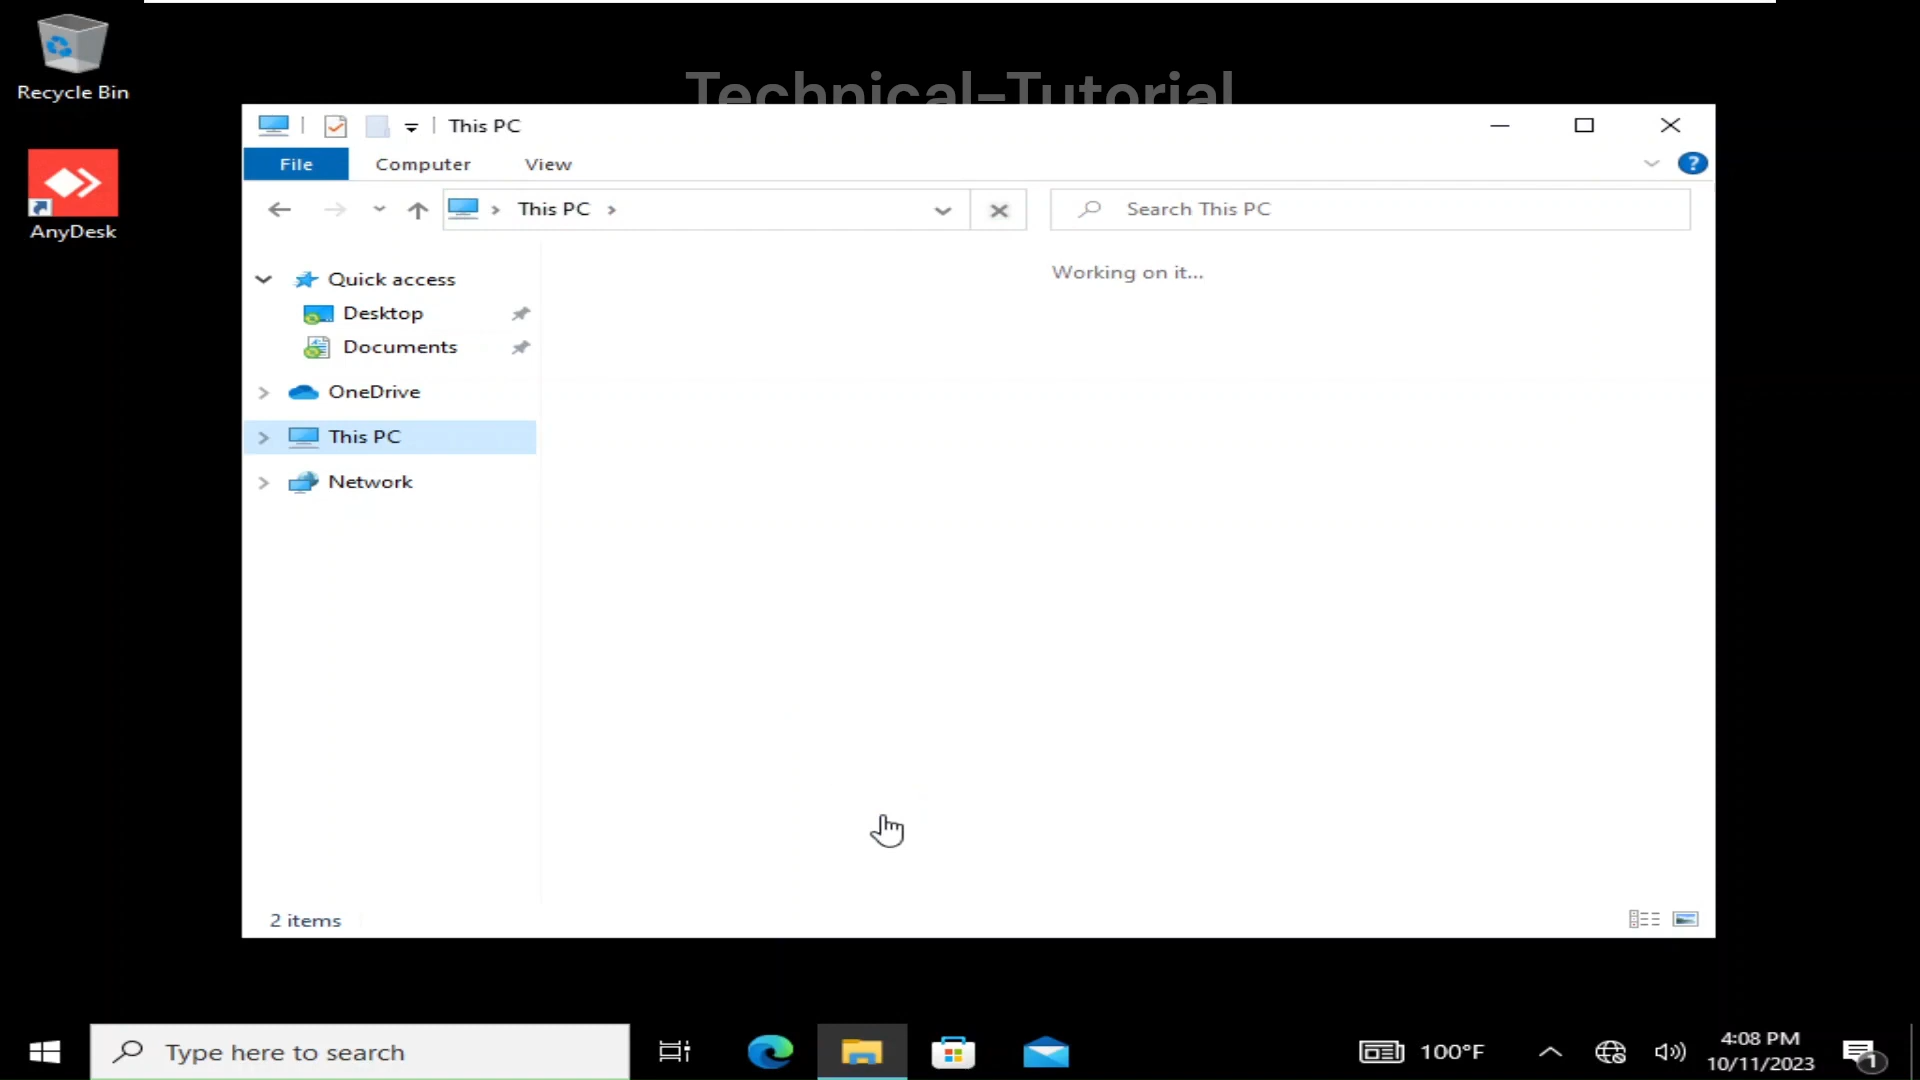 Technical-Tutorial
Recycle Bin
AnyDesk
This PC
File
Computer
View
?
This PC
Search This PC
Working on it...
Quick access
Desktop
Documents
OneDrive
This PC
Network
2 items
Type here to search
100°F
4:08 PM
10/11/2023
1